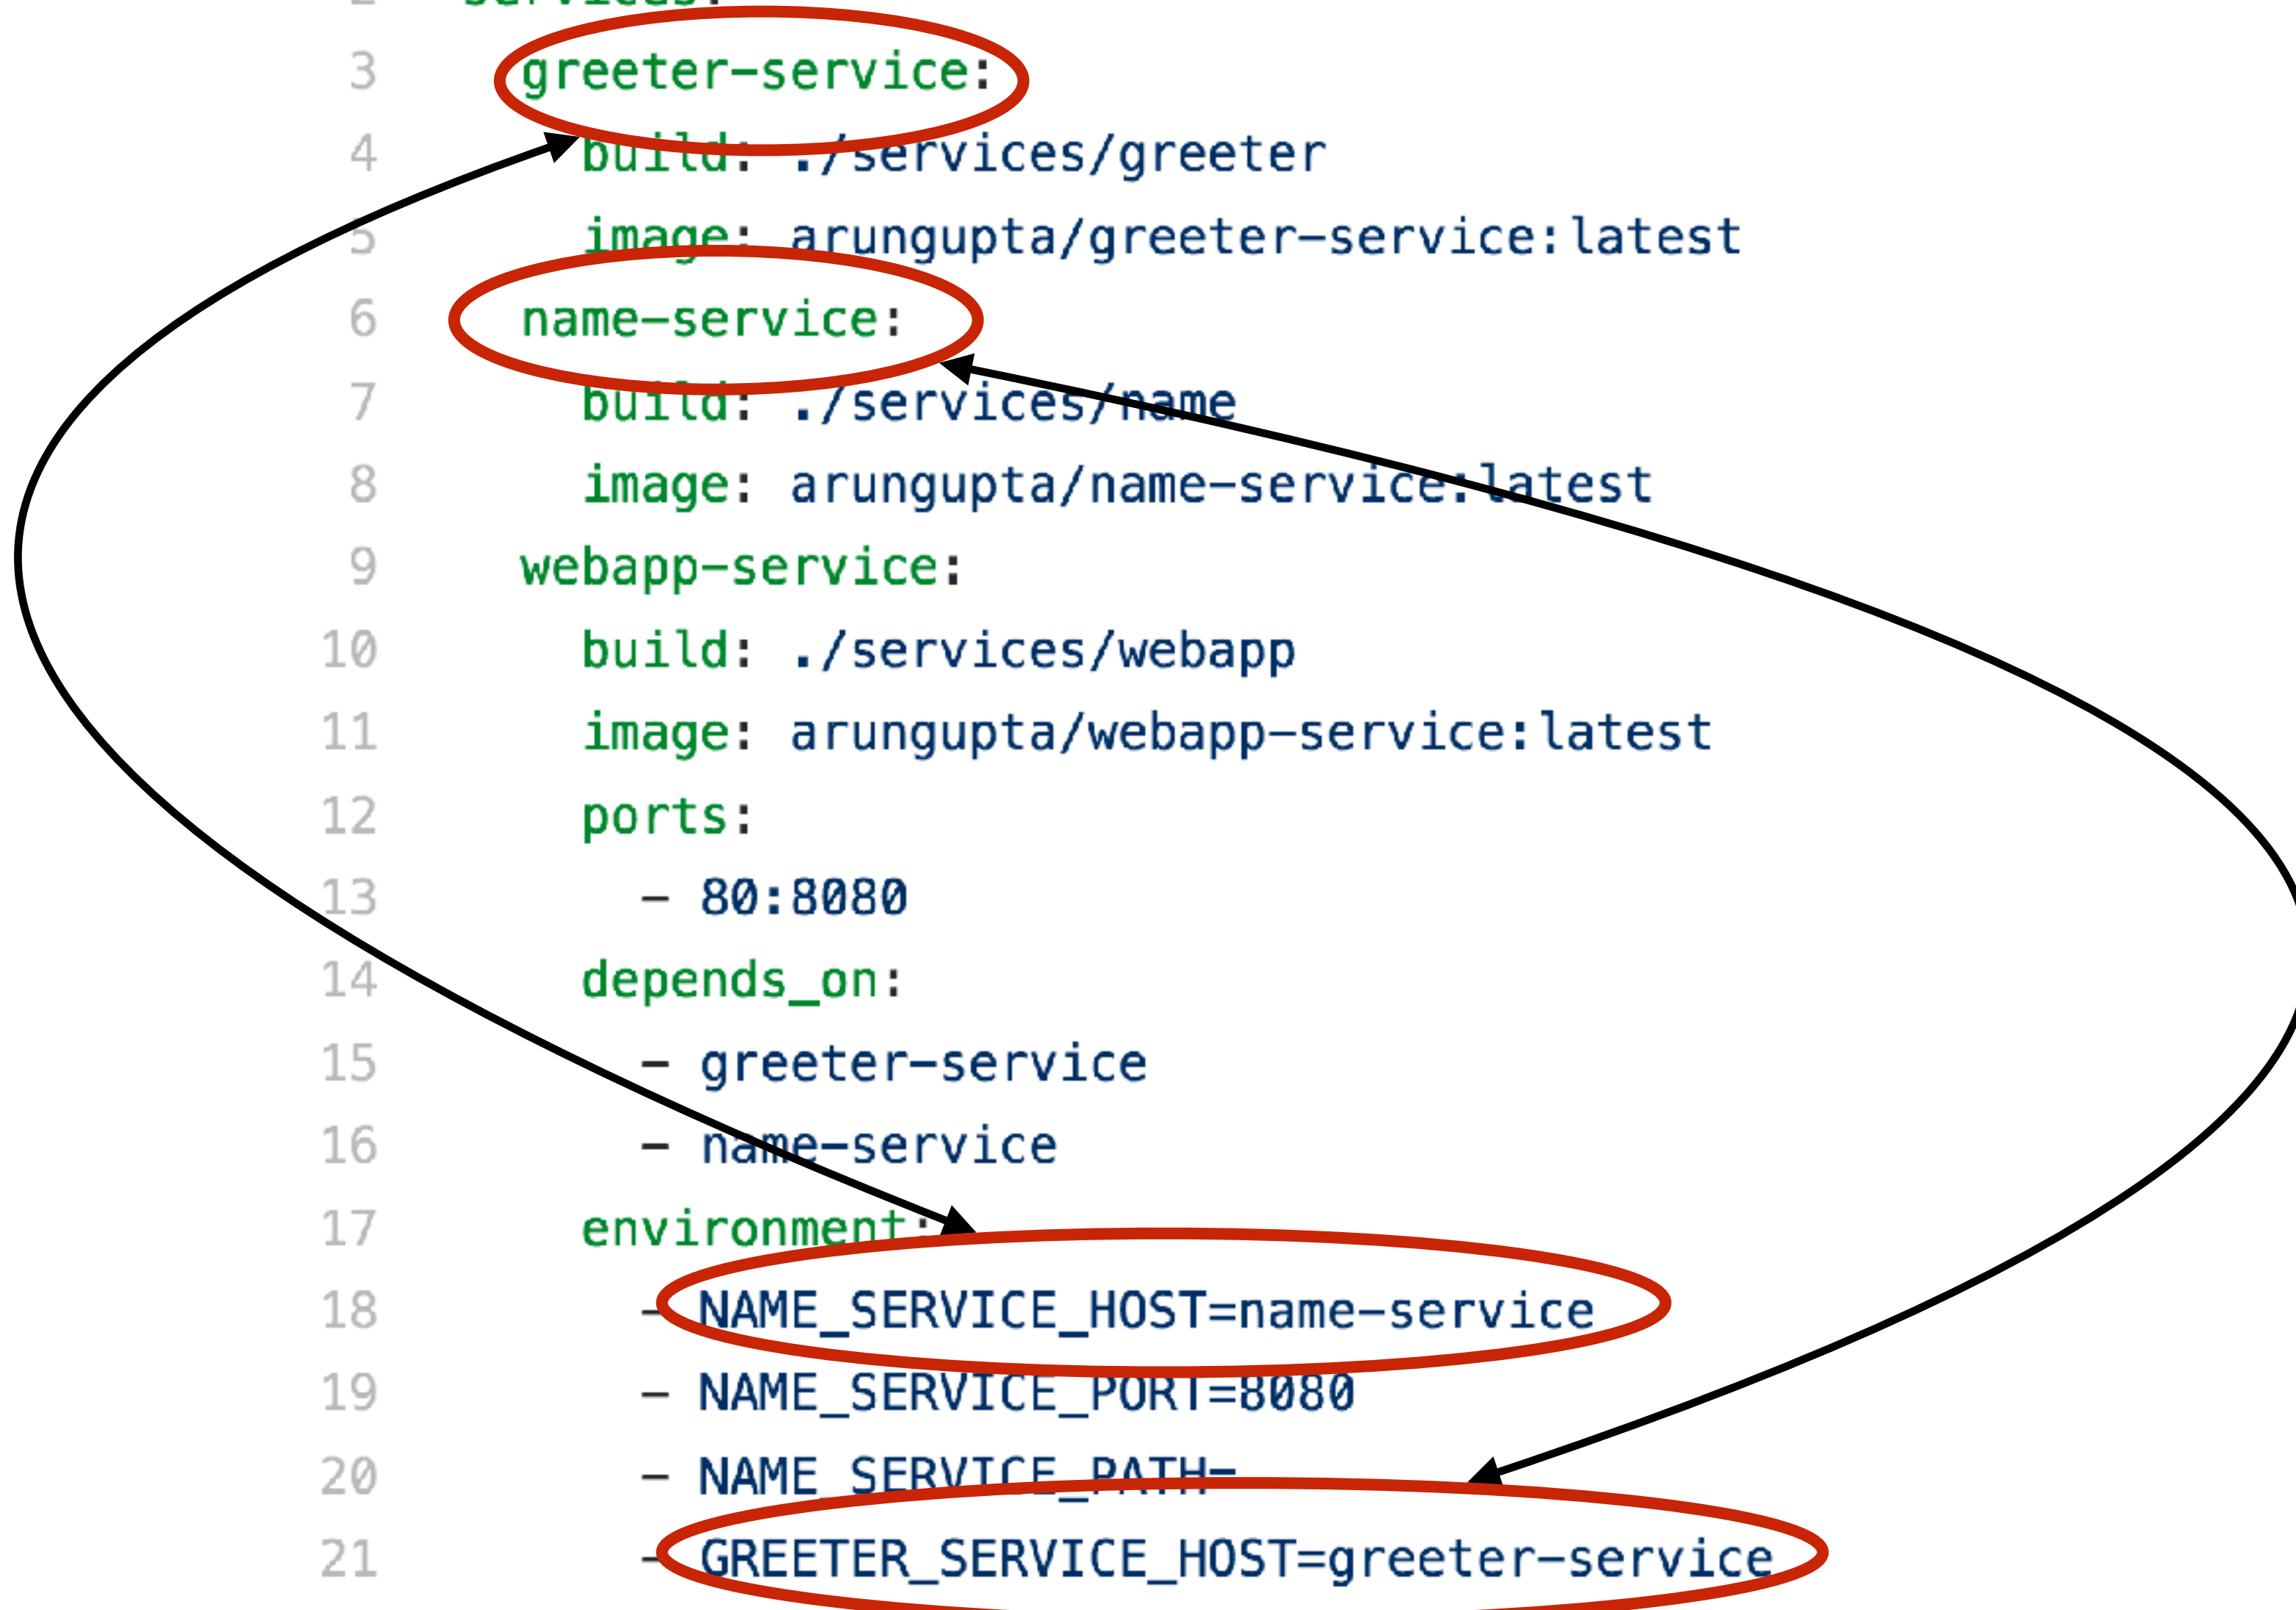 2 services:
3 greeter-service:
4 build: ./services/greeter
5 image: arungupta/greeter-service:latest
6 name-service:
7 build: ./services/name
8 image: arungupta/name-service:latest
9 webapp-service:
10 build: ./services/webapp
11 image: arungupta/webapp-service:latest
12 ports:
13 - 80:8080
14 depends_on:
15 - greeter-service
16 - name-service
17 environment:
18 - NAME_SERVICE_HOST=name-service
19 - NAME_SERVICE_PORT=8080
20 - NAME_SERVICE_PATH=
21 - GREETER_SERVICE_HOST=greeter-service